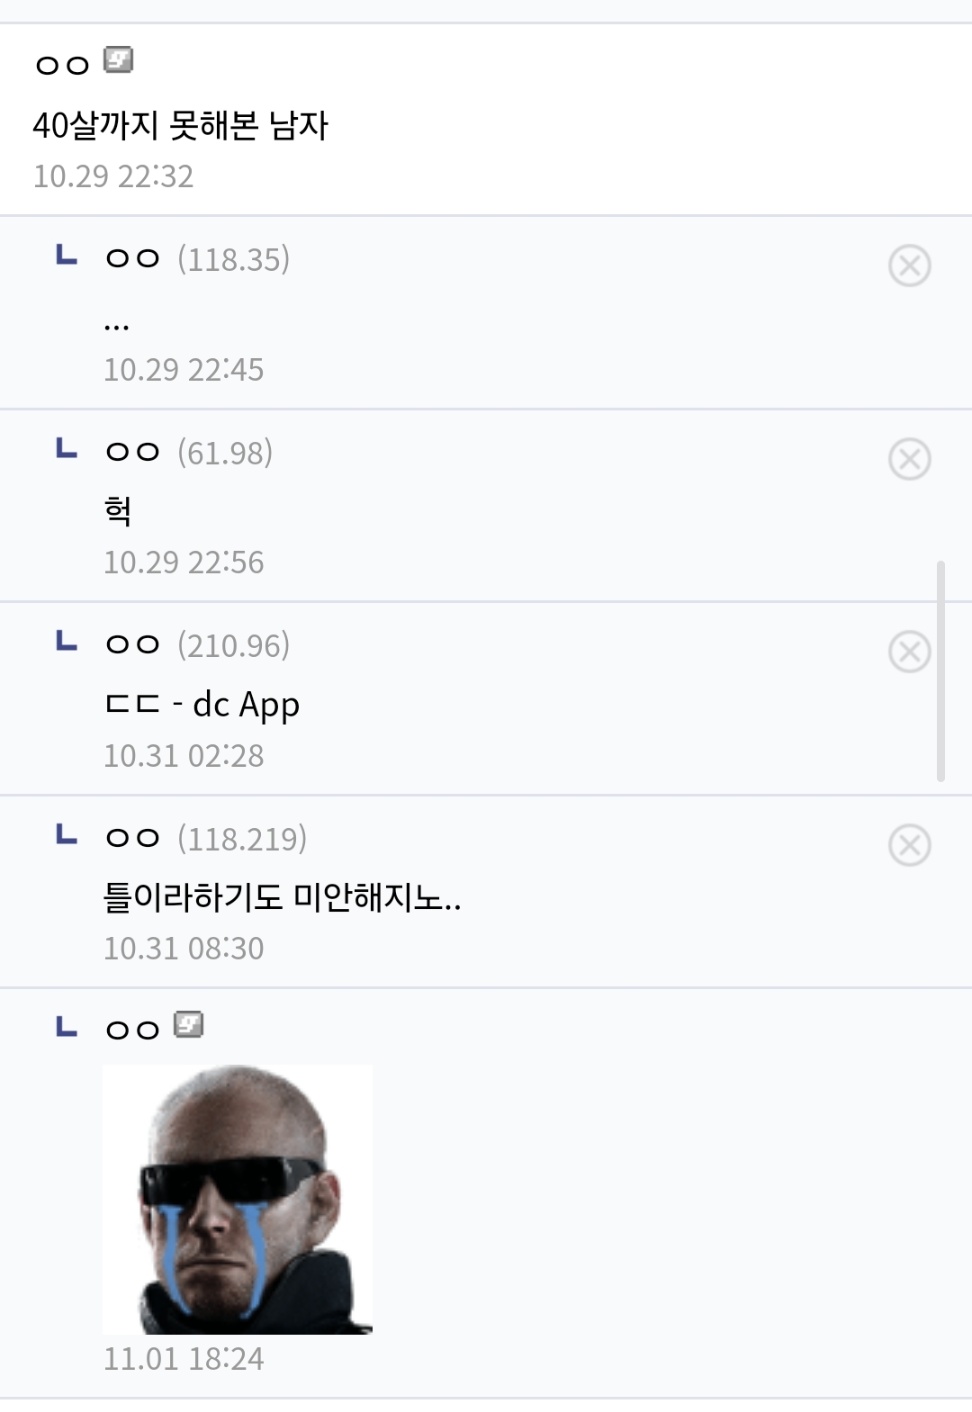 ㅇㅇ
40살까지 못해본 남자
10.29 22:32
ㅇㅇ (118.35)
...
10.29 22:45
ㅇㅇ (61.98)
헉
10.29 22:56
ㅇㅇ (210.96)
ㄷㄷ - dc App
10.31 02:28
ㅇㅇ (118.219)
틀이라하기도 미안해지노..
10.31 08:30
ㅇㅇ
11.01 18:24